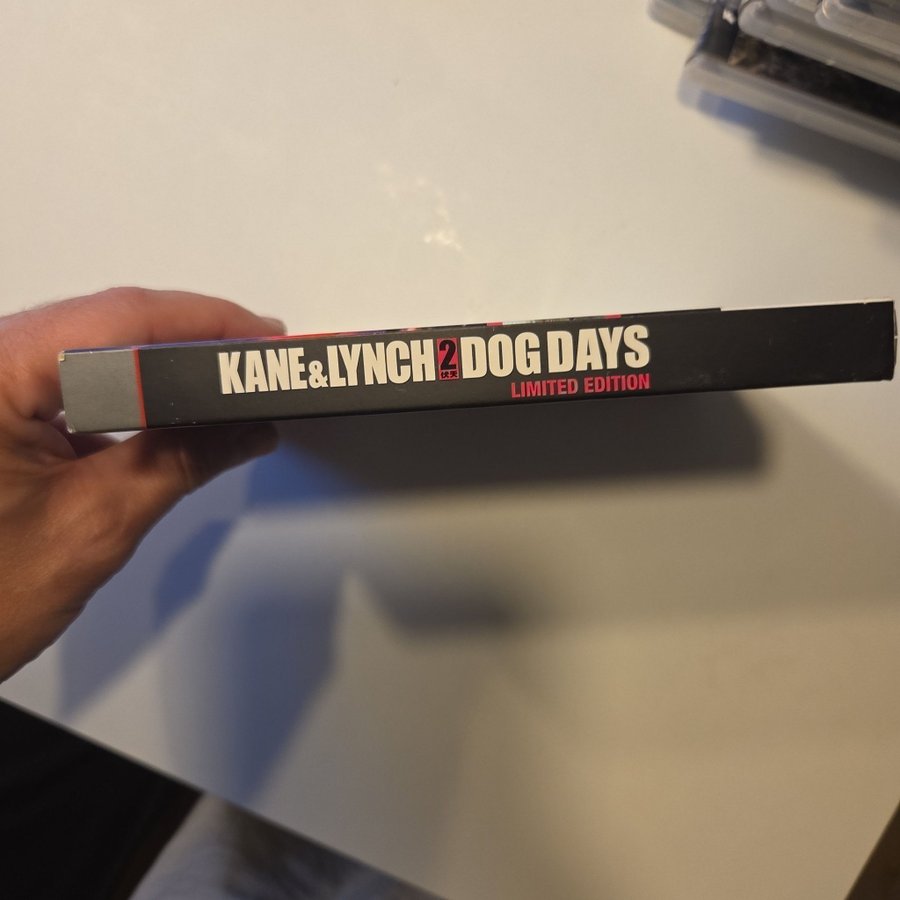 KANE & LYNCH 2 DOG DAYS
LIMITED EDITION